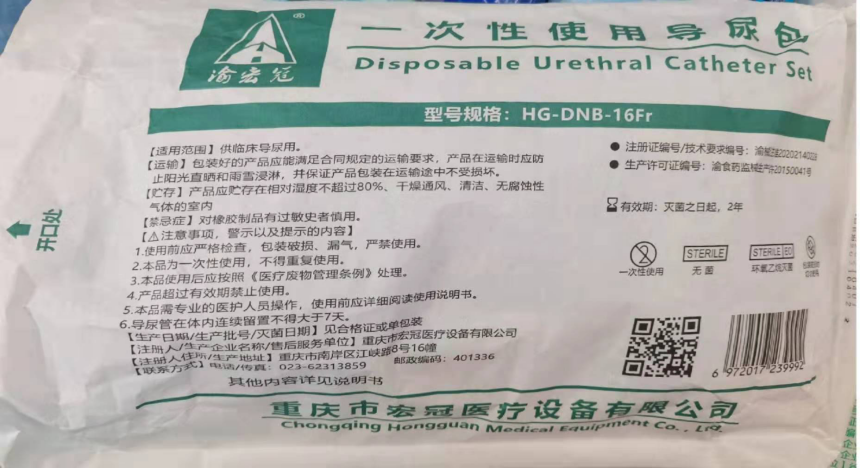 渝宏冠
®
一次性使用导尿包
Disposable Urethral Catheter Set
型号规格：HG-DNB-16Fr
【适用范围】供临床导尿用。
【运输】包装好的产品应能满足合同规定的运输要求，产品在运输时应防
止阳光直晒和雨雪浸淋，并保证产品包装在运输途中不受损坏。
【贮存】产品应贮存在相对湿度不超过80%、干燥通风、清洁、无腐蚀性
气体的室内
【禁忌症】对橡胶制品有过敏史者慎用。
【⚠注意事项，警示以及提示的内容】
1.使用前应严格检查，包装破损、漏气，严禁使用。
2.本品为一次性使用，不得重复使用。
3.本品使用后应按照《医疗废物管理条例》处理。
4.产品超过有效期禁止使用。
5.本品需专业的医护人员操作，使用前应详细阅读使用说明书。
6.导尿管在体内连续留置不得大于7天。
【生产日期/生产批号/灭菌日期】见合格证或单包装
【注册人/生产企业名称/售后服务单位】重庆市宏冠医疗设备有限公司
【注册人住所/生产地址】重庆市南岸区江峡路8号16幢
邮政编码：401336
【联系方式】电话/传真：023-62313859
其他内容详见说明书
● 注册证编号/技术要求编号：渝械注准
● 生产许可证编号：渝食药监械生产许20150041号
有效期：灭菌之日起，2年
一次性使用
STERILE
无菌
STERILE EO
环氧乙烷灭菌
开口处
6 972017 239992
重庆市宏冠医疗设备有限公司
Chongqing Hongguan Medical Equipment Co., Ltd.